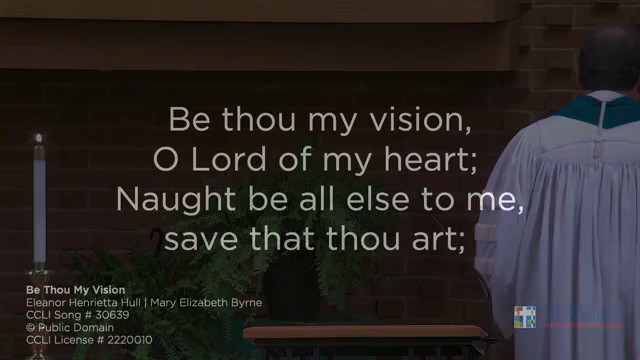 Be thou my vision,
O Lord of my heart;
Naught be all else to me,
save that thou art;
Be Thou My Vision
Eleanor Henrietta Hull | Mary Elizabeth Byrne
CCLI Song # 30639
© Public Domain
CCLI License # 2220010